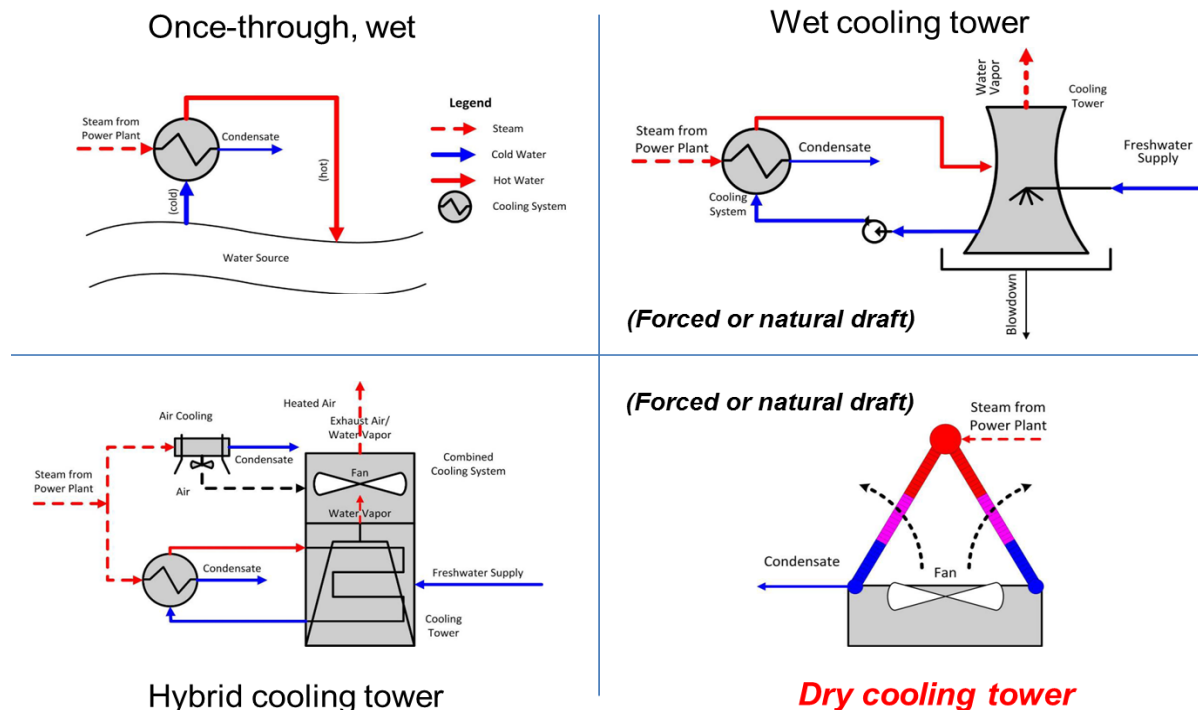 Once-through, wet
Steam from
Power Plant
Condensate
(hot)
(cold)
Water Source
Legend
Steam
Cold Water
Hot Water
Cooling System
Wet cooling tower
Water
Vapor
Cooling
Tower
Steam from
Power Plant
Condensate
Freshwater
Supply
Cooling
System
(Forced or natural draft)
Blowdown
Heated Air
Exhaust Air/
Water Vapor
Air Cooling
Condensate
Combined
Cooling System
Steam from
Power Plant
Fan
Air
Water Vapor
Condensate
Freshwater Supply
Cooling
Tower
Hybrid cooling tower
(Forced or natural draft)
Steam from
Power Plant
Condensate
Fan
Dry cooling tower